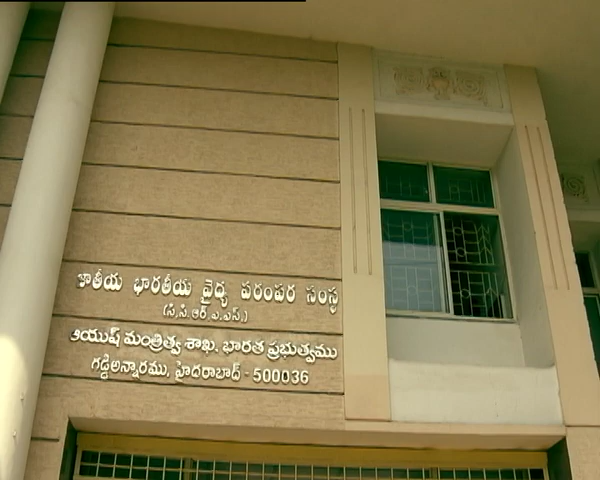 జాతీయ భారతీయ వైద్య పరంపర సంస్థ
(సి.సి.ఆర్.ఎ.ఎస్.)
ఆయుష్ మంత్రిత్వ శాఖ, భారత ప్రభుత్వము
గడ్డిఅన్నారము, హైదరాబాద్ - 500036